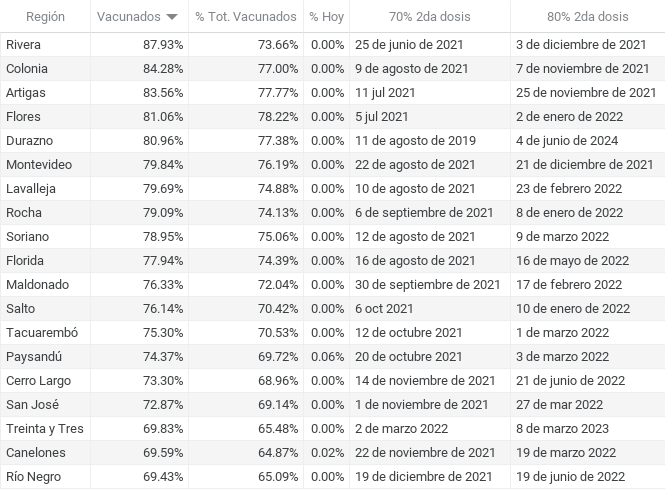 Región Vacunados % Tot. Vacunados % Hoy 70% 2da dosis 80% 2da dosis
Rivera 87.93% 73.66% 0.00% 25 de junio de 2021 3 de diciembre de 2021
Colonia 84.28% 77.00% 0.00% 9 de agosto de 2021 7 de noviembre de 2021
Artigas 83.56% 77.77% 0.00% 11 jul 2021 25 de noviembre de 2021
Flores 81.06% 78.22% 0.00% 5 jul 2021 2 de enero de 2022
Durazno 80.96% 77.38% 0.00% 11 de agosto de 2019 4 de junio de 2024
Montevideo 79.84% 76.19% 0.00% 22 de agosto de 2021 21 de diciembre de 2021
Lavalleja 79.69% 74.88% 0.00% 10 de agosto de 2021 23 de febrero 2022
Rocha 79.09% 74.13% 0.00% 6 de septiembre de 2021 8 de enero de 2022
Soriano 78.95% 75.06% 0.00% 12 de agosto de 2021 9 de marzo 2022
Florida 77.94% 74.39% 0.00% 16 de agosto de 2021 16 de mayo de 2022
Maldonado 76.33% 72.04% 0.00% 30 de septiembre de 2021 17 de febrero 2022
Salto 76.14% 70.42% 0.00% 6 oct 2021 10 de enero de 2022
Tacuarembó 75.30% 70.53% 0.00% 12 de octubre 2021 1 de marzo 2022
Paysandú 74.37% 69.72% 0.06% 20 de octubre 2021 3 de marzo 2022
Cerro Largo 73.30% 68.96% 0.00% 14 de noviembre de 2021 21 de junio de 2022
San José 72.87% 69.14% 0.00% 1 de noviembre de 2021 27 de mar 2022
Treinta y Tres 69.83% 65.48% 0.00% 2 de marzo 2022 8 de marzo 2023
Canelones 69.59% 64.87% 0.02% 22 de noviembre de 2021 19 de marzo 2022
Río Negro 69.43% 65.09% 0.00% 19 de diciembre de 2021 19 de junio de 2022